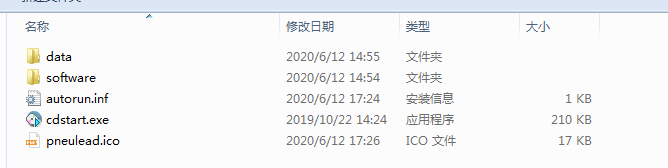 名称 修改日期 类型 大小
data 2020/6/12 14:55 文件夹
software 2020/6/12 14:54 文件夹
autorun.inf 2020/6/12 17:24 安装信息 1 KB
cdstart.exe 2019/10/22 14:24 应用程序 210 KB
pneulead.ico 2020/6/12 17:26 ICO 文件 17 KB